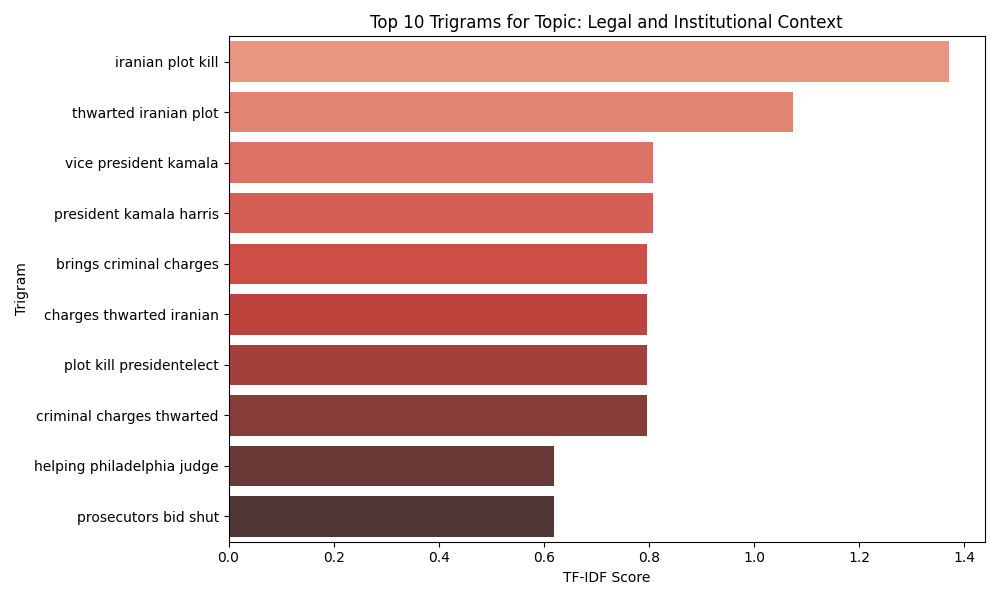 Top 10 Trigrams for Topic: Legal and Institutional Context
iranian plot kill
thwarted iranian plot
vice president kamala
president kamala harris
brings criminal charges
charges thwarted iranian
plot kill presidentelect
criminal charges thwarted
helping philadelphia judge
prosecutors bid shut
Trigram
0.0 0.2 0.4 0.6 0.8 1.0 1.2 1.4
TF-IDF Score